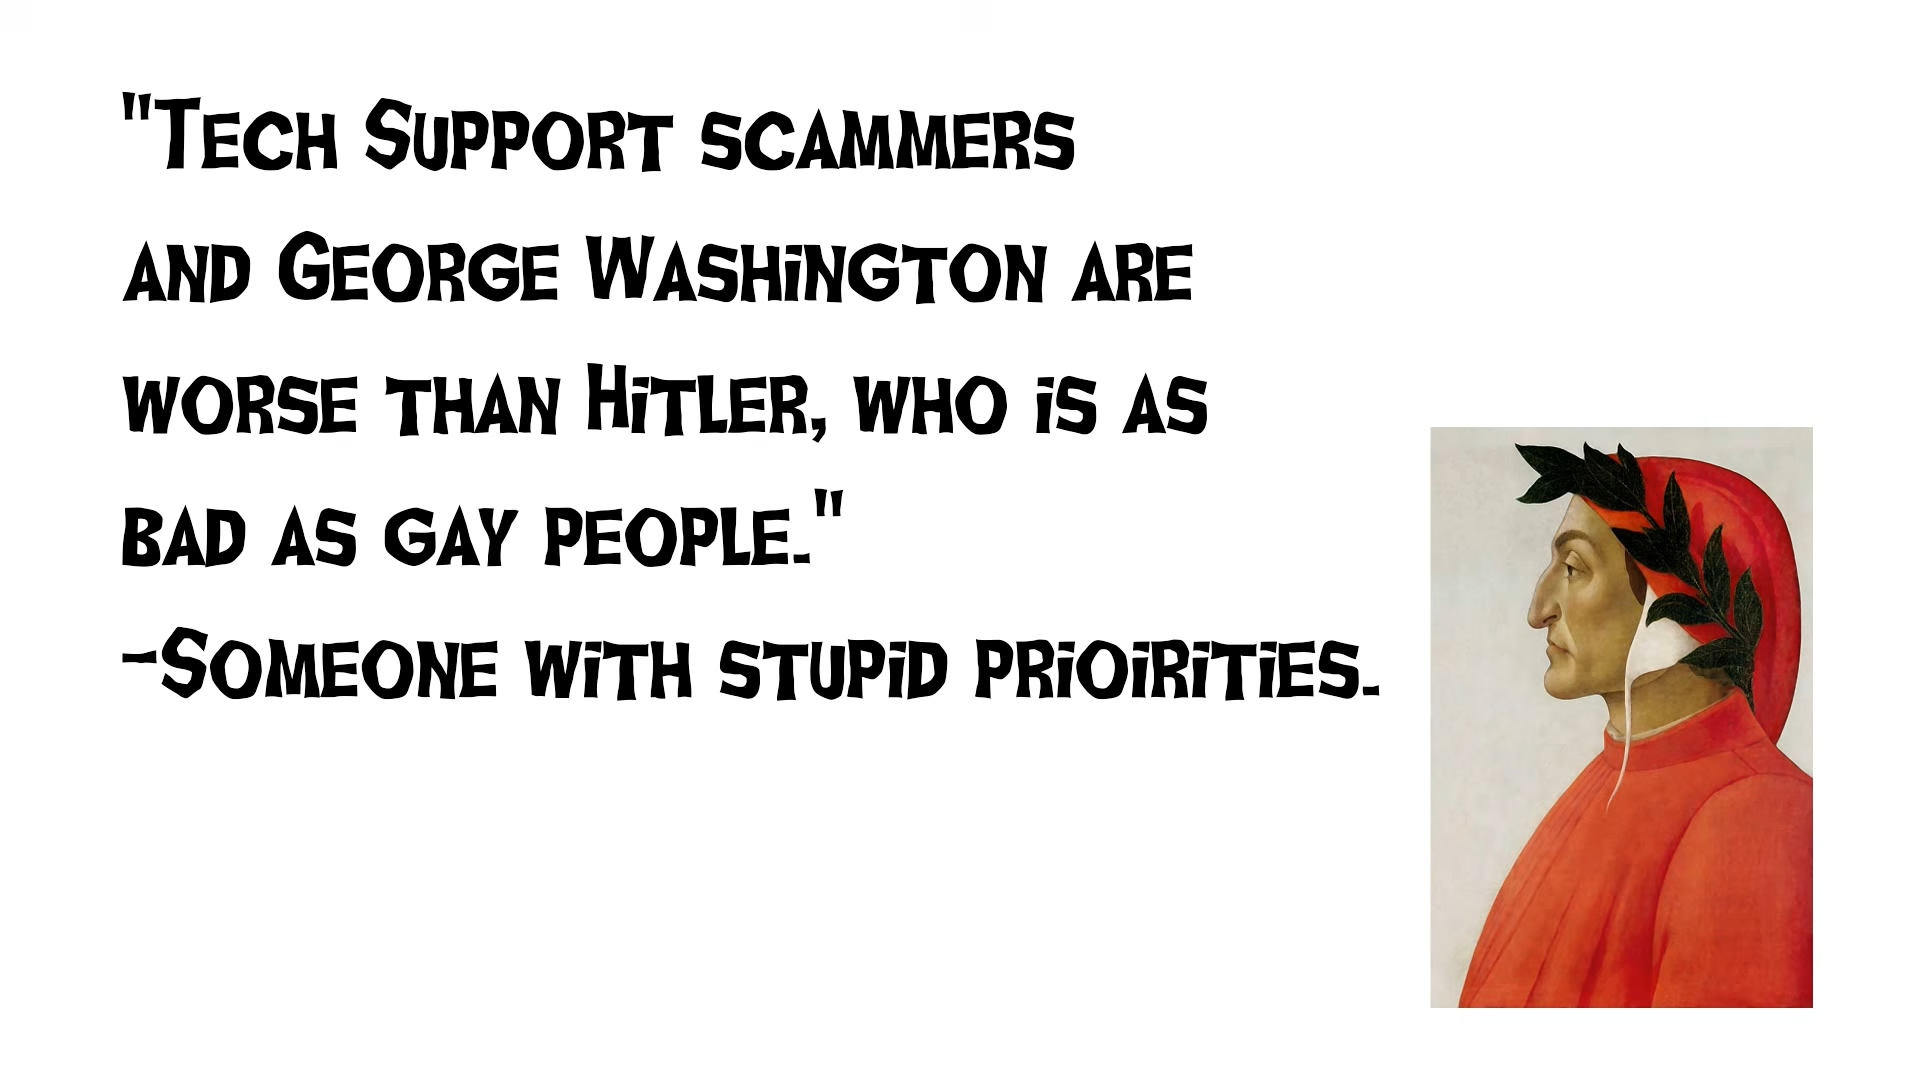 "Tech Support scammers
and George Washington are
worse than Hitler, who is as
bad as gay people."
-Someone with stupid prioirities.